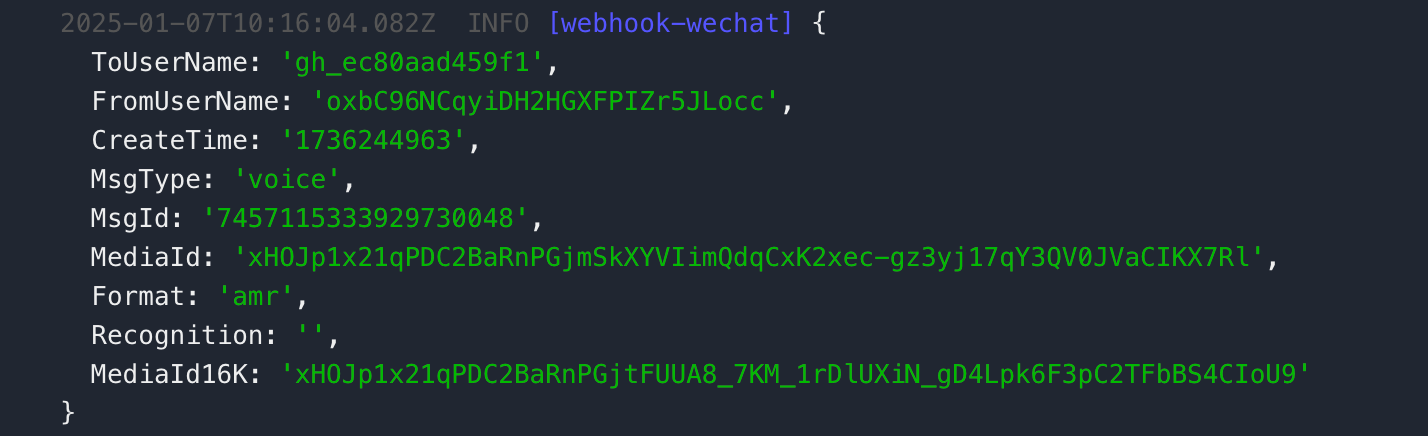 2025-01-07T10:16:04.082Z  INFO [webhook-wechat] {
  ToUserName: 'gh_ec80aad459f1',
  FromUserName: 'oxbC96NCqyiDH2HGXFPIZr5JLocc',
  CreateTime: '1736244963',
  MsgType: 'voice',
  MsgId: '7457115333929730048',
  MediaId: 'xHOJp1x21qPDC2BaRnPGjmSkXYVIimQdqCxK2xec-gz3yj17qY3QV0JVaCIKX7Rl',
  Format: 'amr',
  Recognition: '',
  MediaId16K: 'xHOJp1x21qPDC2BaRnPGjtFUUA8_7KM_1rDlUXiN_gD4Lpk6F3pC2TFbBS4CIoU9'
}